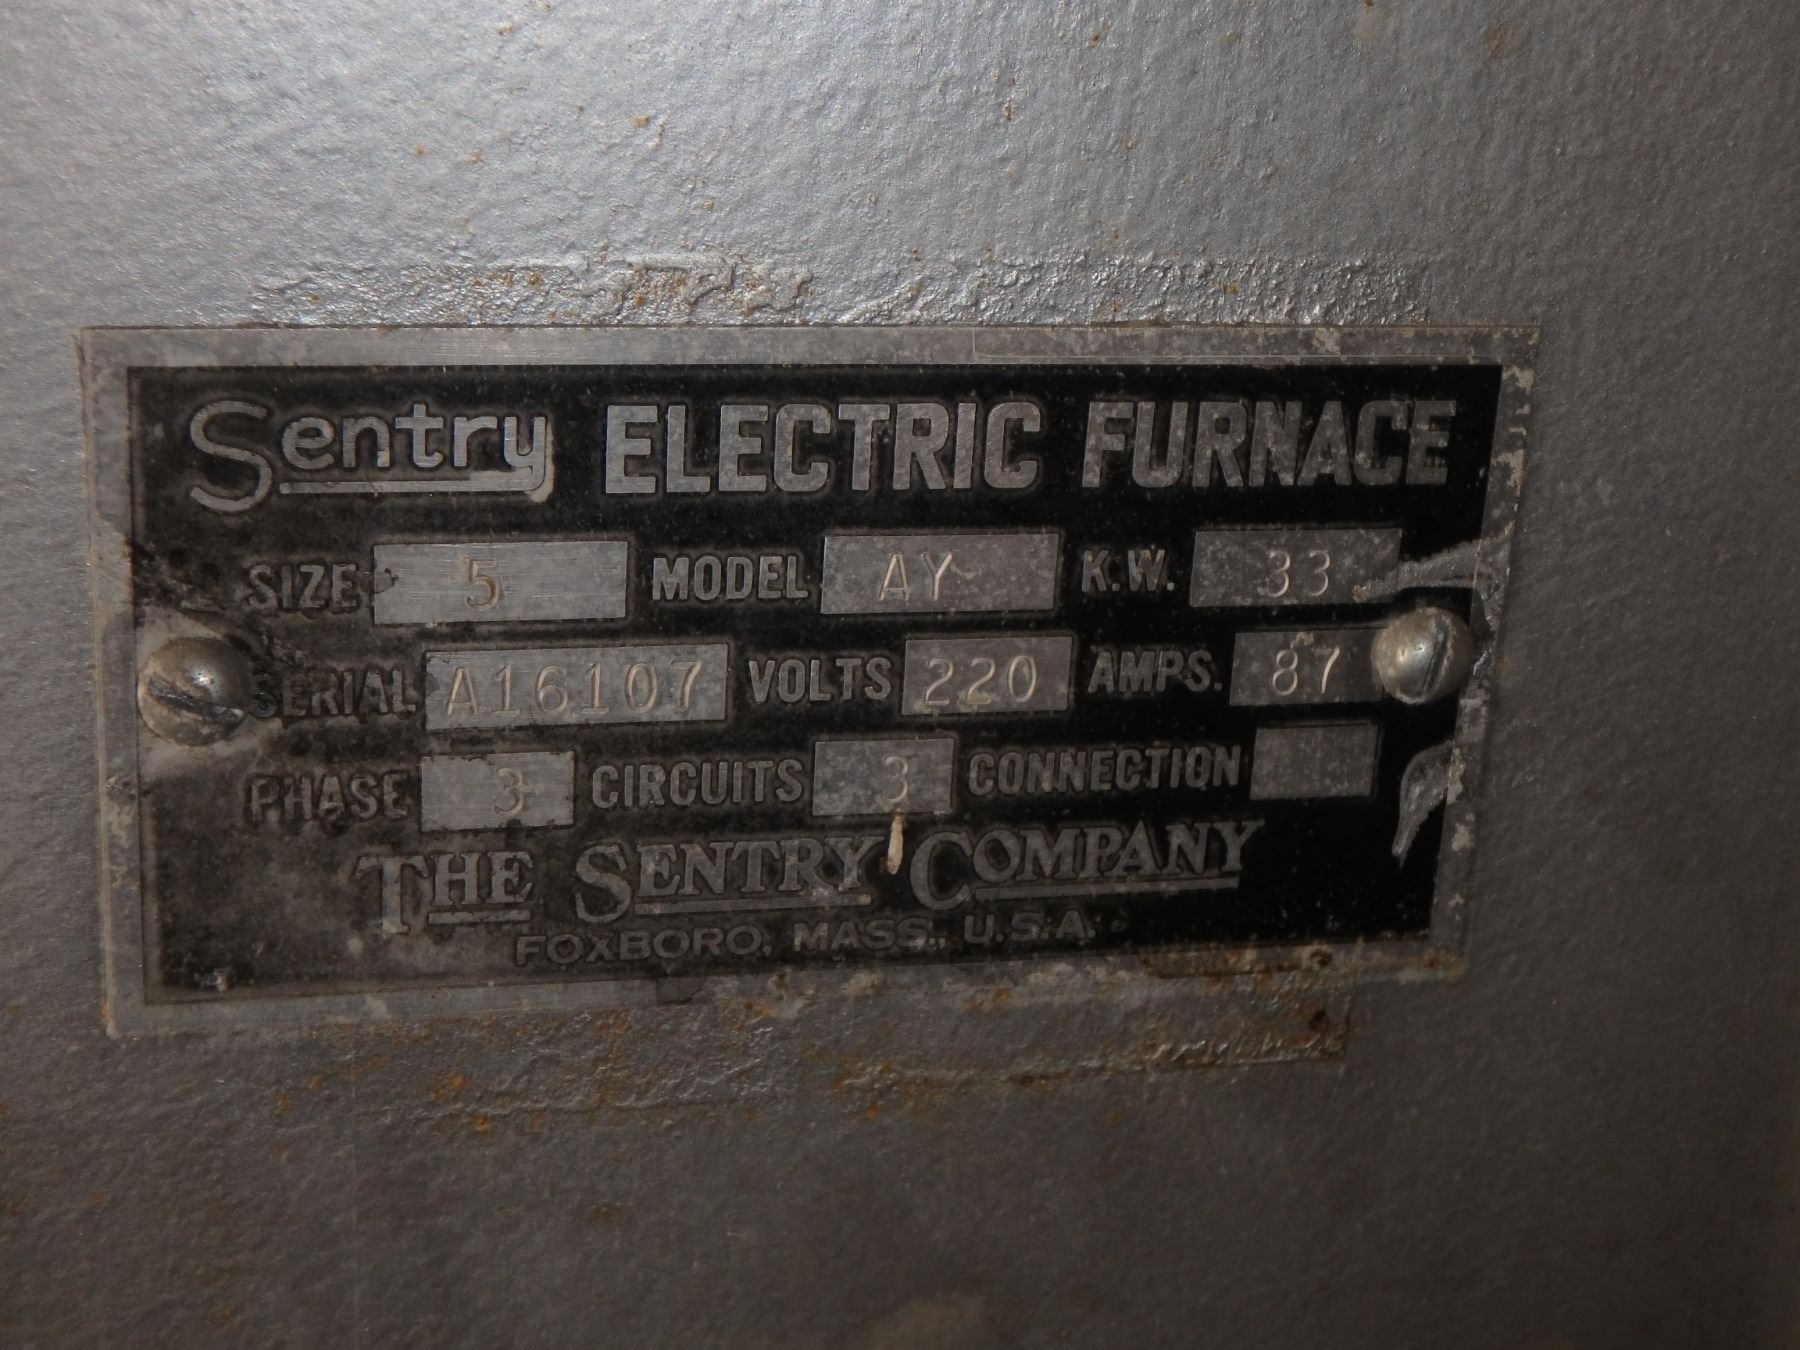 Sentry ELECTRIC FURNACE
SIZE 5 MODEL AY K.W. 33
SERIAL A16107 VOLTS 220 AMPS. 87
PHASE 3 CIRCUITS 3 CONNECTION
THE SENTRY COMPANY
FOXBORO, MASS., U.S.A.